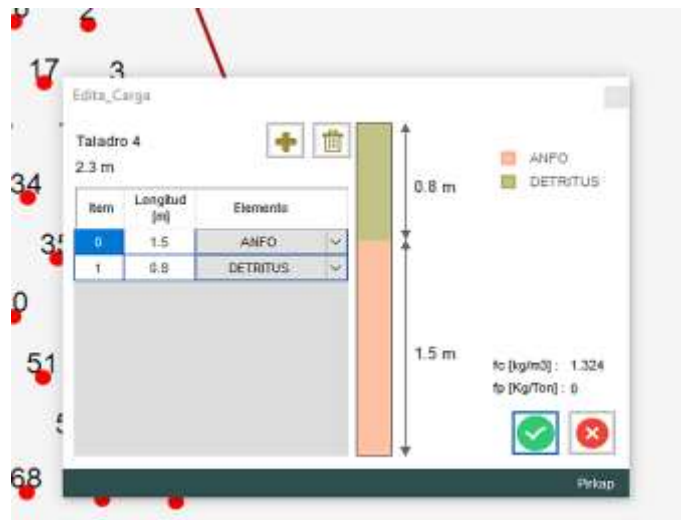 2
17
3
Edita_Carga
Taladro 4
2.3 m
34
Item Longitud [m] Elemento
0 1.5 ANFO
1 0.8 DETRITUS
0.8 m
ANFO
DETRITUS
35
0
1.5 m
51
fc [kg/m3] : 1.324
fp [Kg/Ton] : 0
68
Pirkap